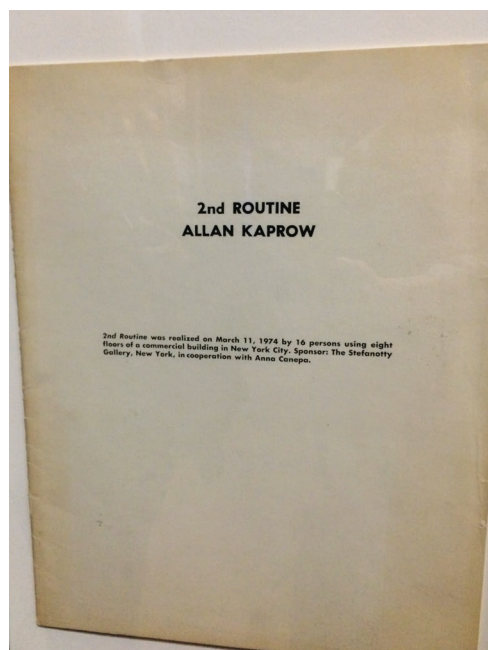 2nd ROUTINE
ALLAN KAPROW
2nd Routine was realized on March 11, 1974 by 16 persons using eight
floors of a commercial building in New York City. Sponsor: The Stefanotty
Gallery, New York, in cooperation with Anna Canepa.